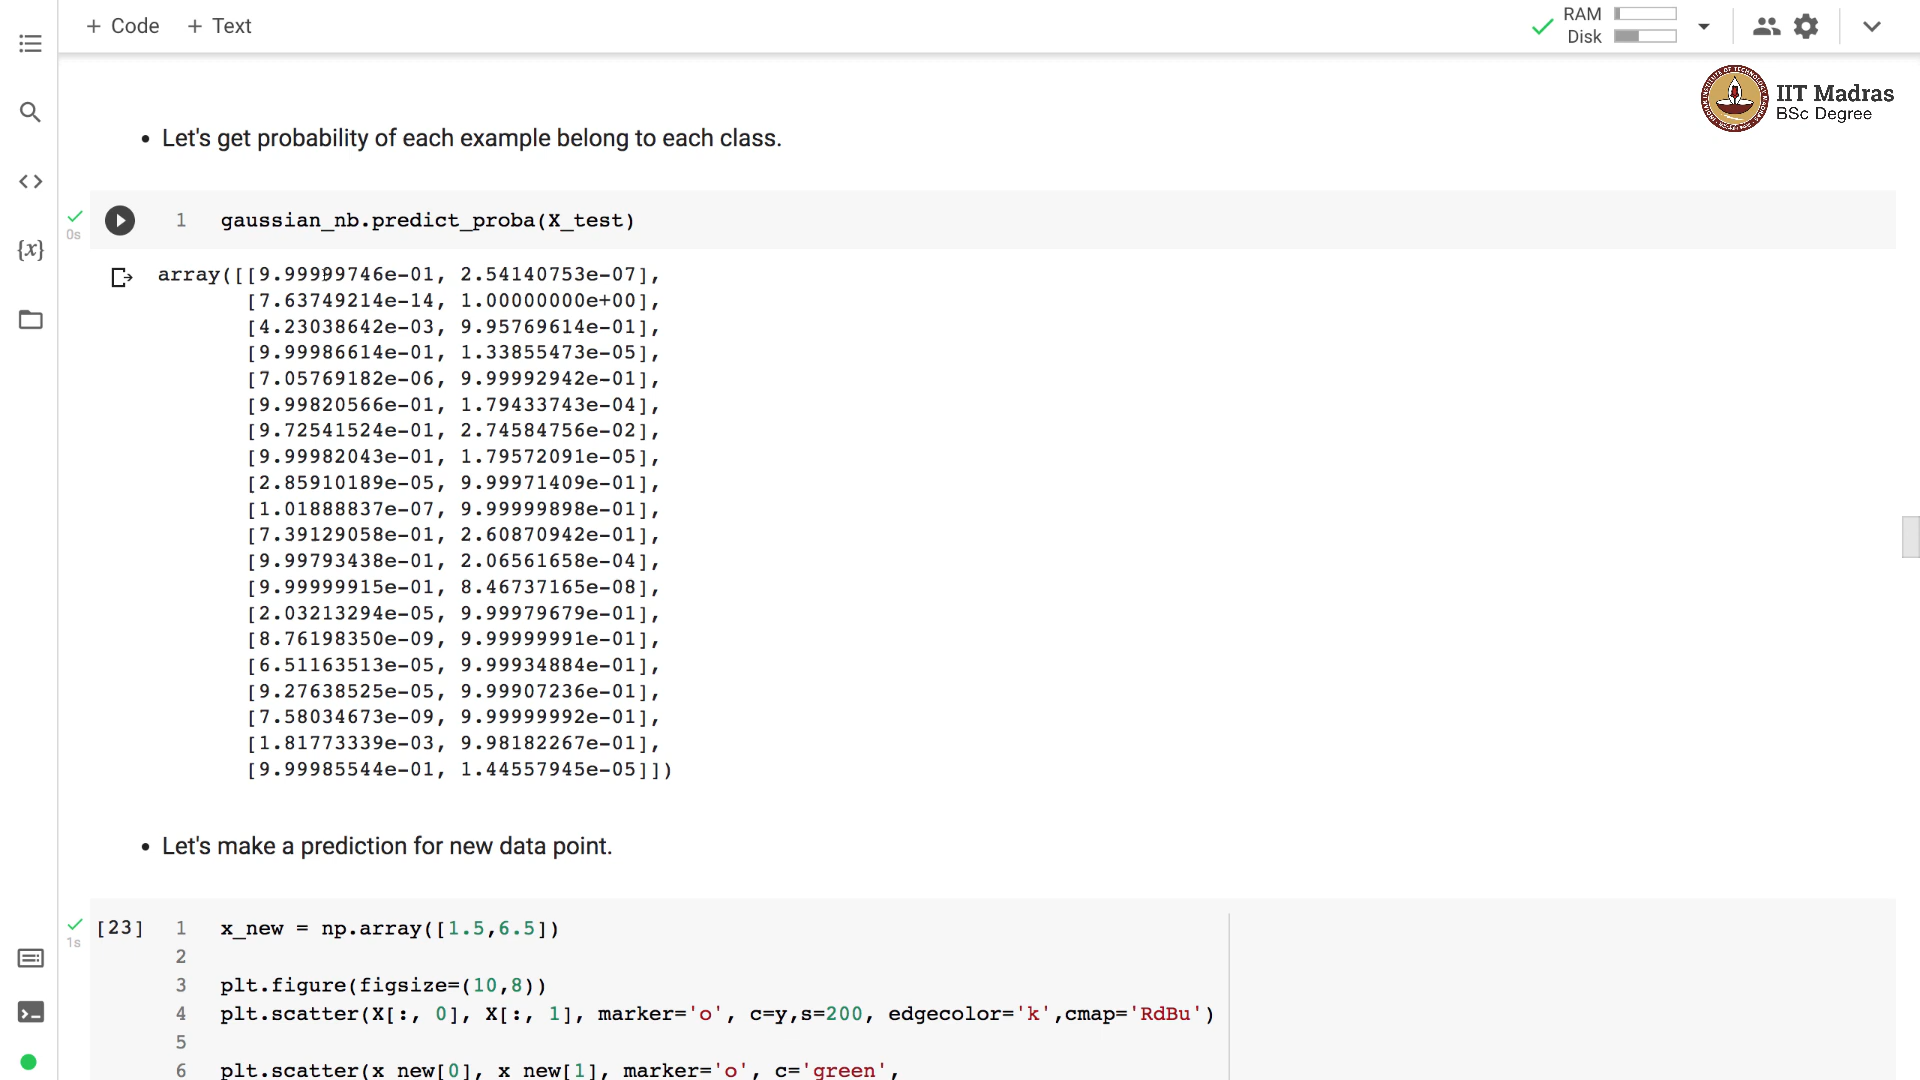 + Code + Text
RAM
Disk
IIT Madras
BSc Degree
• Let's get probability of each example belong to each class.
0s
1 gaussian_nb.predict_proba(X_test)
{x}
array([[9.99999746e-01, 2.54140753e-07],
[7.63749214e-14, 1.00000000e+00],
[4.23038642e-03, 9.95769614e-01],
[9.99986614e-01, 1.33855473e-05],
[7.05769182e-06, 9.99992942e-01],
[9.99820566e-01, 1.79433743e-04],
[9.72541524e-01, 2.74584756e-02],
[9.99982043e-01, 1.79572091e-05],
[2.85910189e-05, 9.99971409e-01],
[1.01888837e-07, 9.99999898e-01],
[7.39129058e-01, 2.60870942e-01],
[9.99793438e-01, 2.06561658e-04],
[9.99999915e-01, 8.46737165e-08],
[2.03213294e-05, 9.99979679e-01],
[8.76198350e-09, 9.99999991e-01],
[6.51163513e-05, 9.99934884e-01],
[9.27638525e-05, 9.99907236e-01],
[7.58034673e-09, 9.99999992e-01],
[1.81773339e-03, 9.98182267e-01],
[9.99985544e-01, 1.44557945e-05]])
• Let's make a prediction for new data point.
[23] 1 x_new = np.array([1.5,6.5])
1s
2
3 plt.figure(figsize=(10,8))
4 plt.scatter(X[:, 0], X[:, 1], marker='o', c=y,s=200, edgecolor='k',cmap='RdBu')
5
6 plt.scatter(x_new[0], x_new[1], marker='o', c='green',